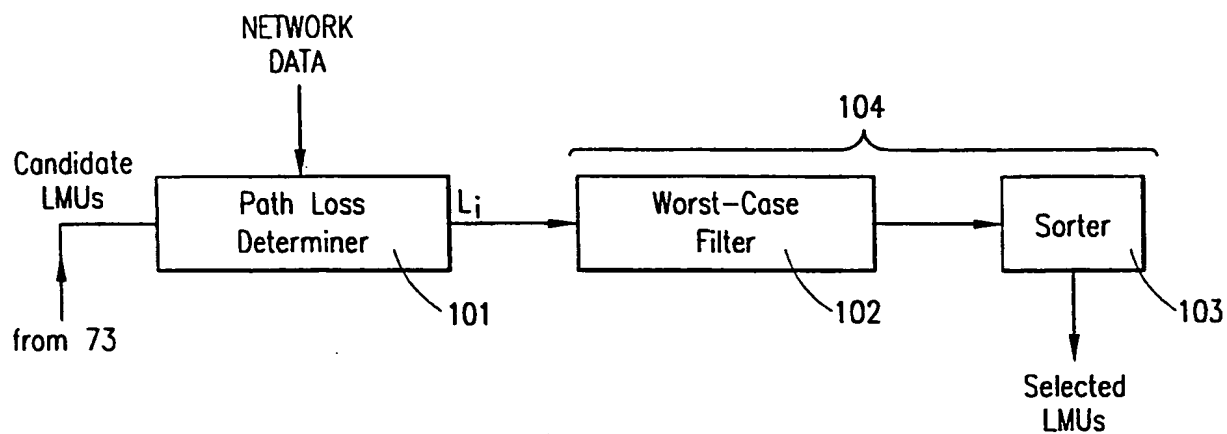 NETWORK
DATA
104
Candidate
LMUs
Path Loss
Determiner
Li
Worst-Case
Filter
Sorter
101
102
103
from 73
Selected
LMUs